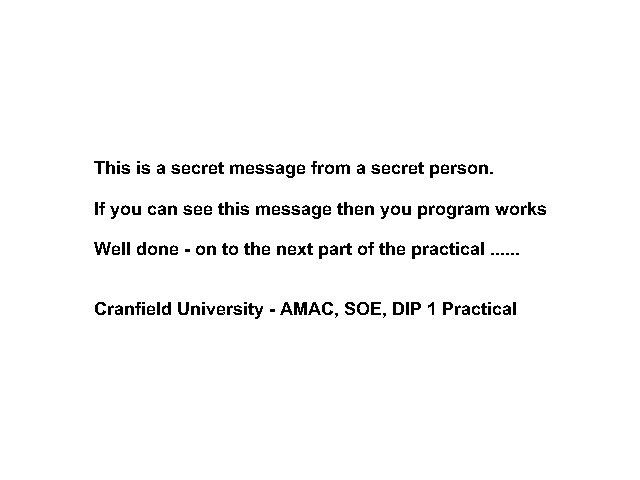 This is a secret message from a secret person.
If you can see this message then you program works
Well done - on to the next part of the practical ......
Cranfield University - AMAC, SOE, DIP 1 Practical